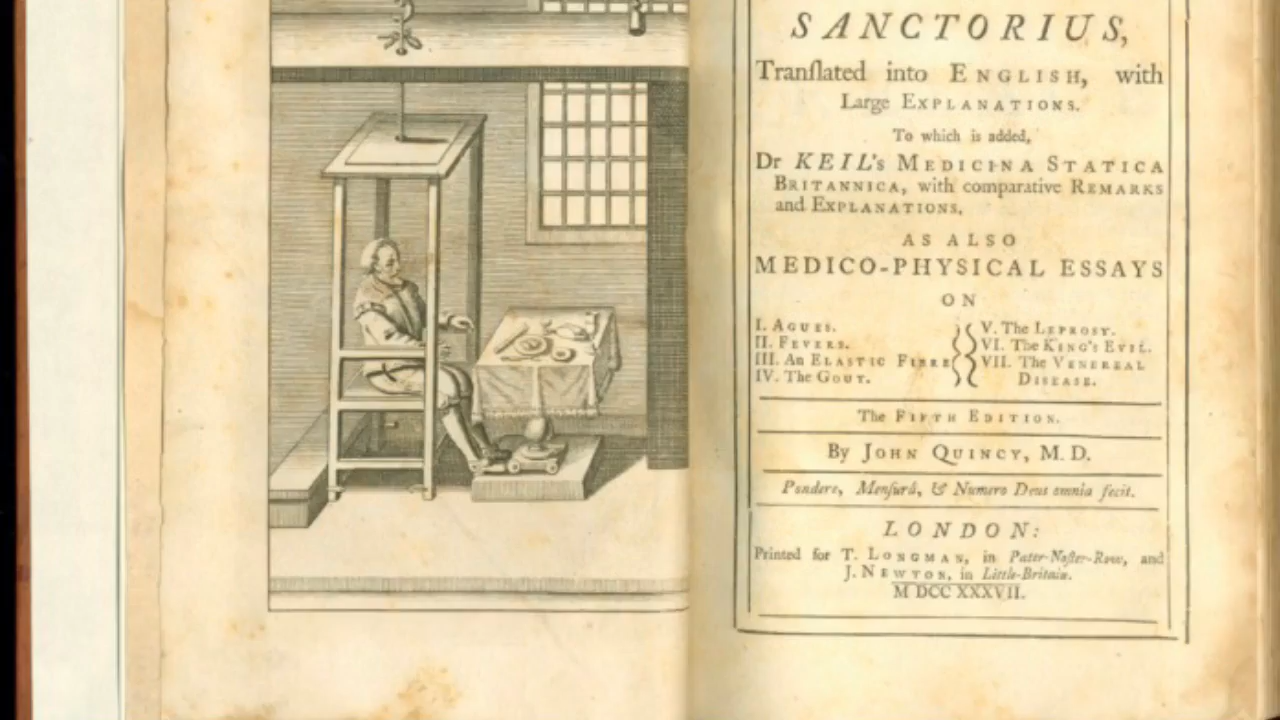 SANCTORIUS,
Tranſlated into ENGLISH, with
Large EXPLANATIONS.
To which is added,
Dr KEIL's MEDICINA STATICA
BRITANNICA, with comparative REMARKS
and EXPLANATIONS.
AS ALSO
MEDICO-PHYSICAL ESSAYS
ON
I. AGUES.
II. FEVERS.
III. An ELASTIC FIBRE
IV. The GOUT.
V. The LEPROSY.
VI. The KING's EVIL.
VII. The VENEREAL
DISEASE.
The FIFTH EDITION.
By JOHN QUINCY, M. D.
Pondere, Menſurâ, & Numero Deus omnia fecit.
LONDON:
Printed for T. LONGMAN, in Pater-Noſter-Row, and
J. NEWTON, in Little-Britain.
M DCC XXXVII.